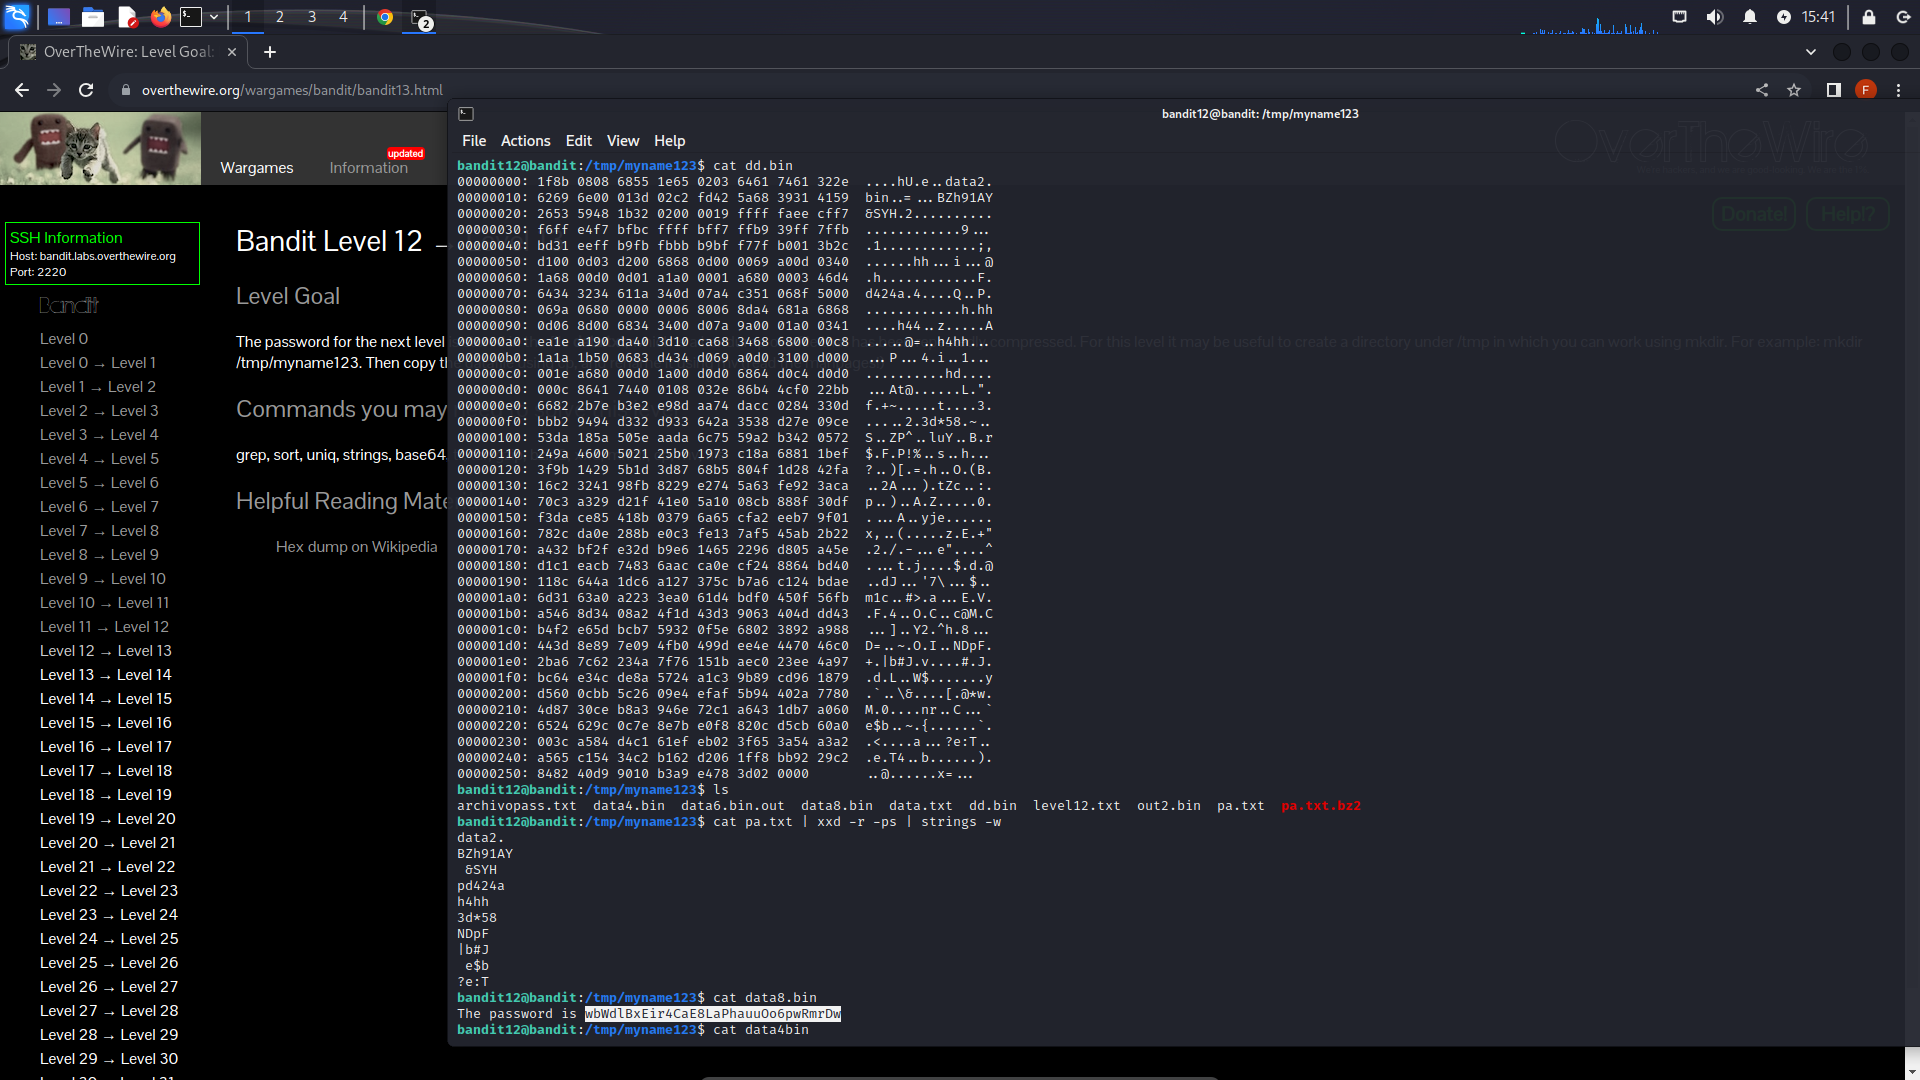 1 2 3 4 2 15:41
OverTheWire: Level Goal:
overthewire.org/wargames/bandit/bandit13.html F
bandit12@bandit: /tmp/myname123
File Actions Edit View Help
OverTheWire
Wargames Information updated
Donate! Help!?
SSH Information
Host: bandit.labs.overthewire.org
Port: 2220
Bandit
Level 0
Level 0 → Level 1
Level 1 → Level 2
Level 2 → Level 3
Level 3 → Level 4
Level 4 → Level 5
Level 5 → Level 6
Level 6 → Level 7
Level 7 → Level 8
Level 8 → Level 9
Level 9 → Level 10
Level 10 → Level 11
Level 11 → Level 12
Level 12 → Level 13
Level 13 → Level 14
Level 14 → Level 15
Level 15 → Level 16
Level 16 → Level 17
Level 17 → Level 18
Level 18 → Level 19
Level 19 → Level 20
Level 20 → Level 21
Level 21 → Level 22
Level 22 → Level 23
Level 23 → Level 24
Level 24 → Level 25
Level 25 → Level 26
Level 26 → Level 27
Level 27 → Level 28
Level 28 → Level 29
Level 29 → Level 30
Bandit Level 12 →
Level Goal
The password for the next level compressed. For this level it may be useful to create a directory under /tmp in which you can work using mkdir. For example: mkdir
/tmp/myname123. Then copy
Commands you may
grep, sort, uniq, strings, base64
Helpful Reading Mate
Hex dump on Wikipedia
bandit12@bandit:/tmp/myname123$ cat dd.bin
00000000: 1f8b 0808 6855 1e65 0203 6461 7461 322e ....hU.e..data2.
00000010: 6269 6e00 013d 02c2 fd42 5a68 3931 4159 bin..=...BZh91AY
00000020: 2653 5948 1b32 0200 0019 ffff faee cff7 &SYH.2..........
00000030: f6ff e4f7 bfbc ffff bff7 ffb9 39ff 7ffb ............9...
00000040: bd31 eeff b9fb fbbb b9bf f77f b001 3b2c .1............;,
00000050: d100 0d03 d200 6868 0d00 0069 a00d 0340 ......hh...i...@
00000060: 1a68 00d0 0d01 a1a0 0001 a680 0003 46d4 .h............F.
00000070: 6434 3234 611a 340d 07a4 c351 068f 5000 d424a.4....Q..P.
00000080: 069a 0680 0000 0006 8006 8da4 681a 6868 ............h.hh
00000090: 0d06 8d00 6834 3400 d07a 9a00 01a0 0341 ....h44..z.....A
000000a0: ea1e a190 da40 3d10 ca68 3468 6800 00c8 .....@=..h4hh...
000000b0: 1a1a 1b50 0683 d434 d069 a0d0 3100 d000 ...P...4.i..1...
000000c0: 001e a680 00d0 1a00 d0d0 6864 d0c4 d0d0 ..........hd....
000000d0: 000c 8641 7440 0108 032e 86b4 4cf0 22bb ...At@......L.".
000000e0: 6682 2b7e b3e2 e98d aa74 dacc 0284 330d f.+~.....t....3.
000000f0: bbb2 9494 d332 d933 642a 3538 d27e 09ce .....2.3d*58.~..
00000100: 53da 185a 505e aada 6c75 59a2 b342 0572 S..ZP^..luY..B.r
00000110: 249a 4600 5021 25b0 1973 c18a 6881 1bef $.F.P!%..s..h...
00000120: 3f9b 1429 5b1d 3d87 68b5 804f 1d28 42fa ?..)[.=.h..O.(B.
00000130: 16c2 3241 98fb 8229 e274 5a63 fe92 3aca ..2A...).tZc..:.
00000140: 70c3 a329 d21f 41e0 5a10 08cb 888f 30df p..)..A.Z.....0.
00000150: f3da ce85 418b 0379 6a65 cfa2 eeb7 9f01 ....A..yje......
00000160: 782c da0e 288b e0c3 fe13 7af5 45ab 2b22 x,..(.....z.E.+"
00000170: a432 bf2f e32d b9e6 1465 2296 d805 a45e .2./.-...e"....^
00000180: d1c1 eacb 7483 6aac ca0e cf24 8864 bd40 ....t.j....$.d.@
00000190: 118c 644a 1dc6 a127 375c b7a6 c124 bdae ..dJ...'7\...$..
000001a0: 6d31 63a0 a223 3ea0 61d4 bdf0 450f 56fb m1c..#>.a...E.V.
000001b0: a546 8d34 08a2 4f1d 43d3 9063 404d dd43 .F.4..O.C..c@M.C
000001c0: b4f2 e65d bcb7 5932 0f5e 6802 3892 a988 ...]..Y2.^h.8...
000001d0: 443d 8e89 7e09 4fb0 499d ee4e 4470 46c0 D=..~.O.I..NDpF.
000001e0: 2ba6 7c62 234a 7f76 151b aec0 23ee 4a97 +.|b#J.v....#.J.
000001f0: bc64 e34c de8a 5724 a1c3 9b89 cd96 1879 .d.L..W$.......y
00000200: d560 0cbb 5c26 09e4 efaf 5b94 402a 7780 .`..\&....[.@*w.
00000210: 4d87 30ce b8a3 946e 72c1 a643 1db7 a060 M.0....nr..C...`
00000220: 6524 629c 0c7e 8e7b e0f8 820c d5cb 60a0 e$b..~.{......`.
00000230: 003c a584 d4c1 61ef eb02 3f65 3a54 a3a2 .<....a...?e:T..
00000240: a565 c154 34c2 b162 d206 1ff8 bb92 29c2 .e.T4..b......).
00000250: 8482 40d9 9010 b3a9 e478 3d02 0000 ..@......x=...
bandit12@bandit:/tmp/myname123$ ls
archivopass.txt data4.bin data6.bin.out data8.bin data.txt dd.bin level12.txt out2.bin pa.txt pa.txt.bz2
bandit12@bandit:/tmp/myname123$ cat pa.txt | xxd -r -ps | strings -w
data2.
BZh91AY
&SYH
pd424a
h4hh
3d*58
NDpF
|b#J
e$b
?e:T
bandit12@bandit:/tmp/myname123$ cat data8.bin
The password is wbWdlBxEir4CaE8LaPhauuOo6pwRmrDw
bandit12@bandit:/tmp/myname123$ cat data4bin